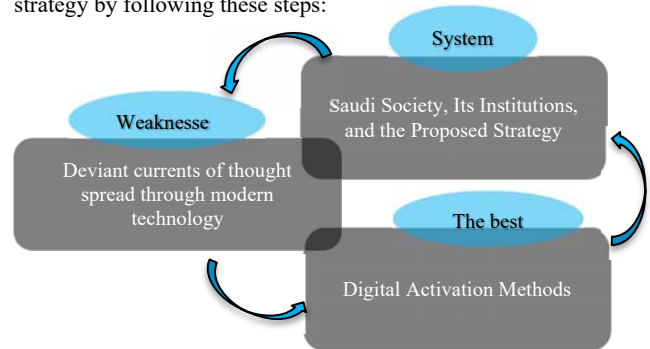 strategy by following these steps:
System
Saudi Society, Its Institutions,
and the Proposed Strategy
Weaknesse
Deviant currents of thought
spread through modern
technology
The best
Digital Activation Methods